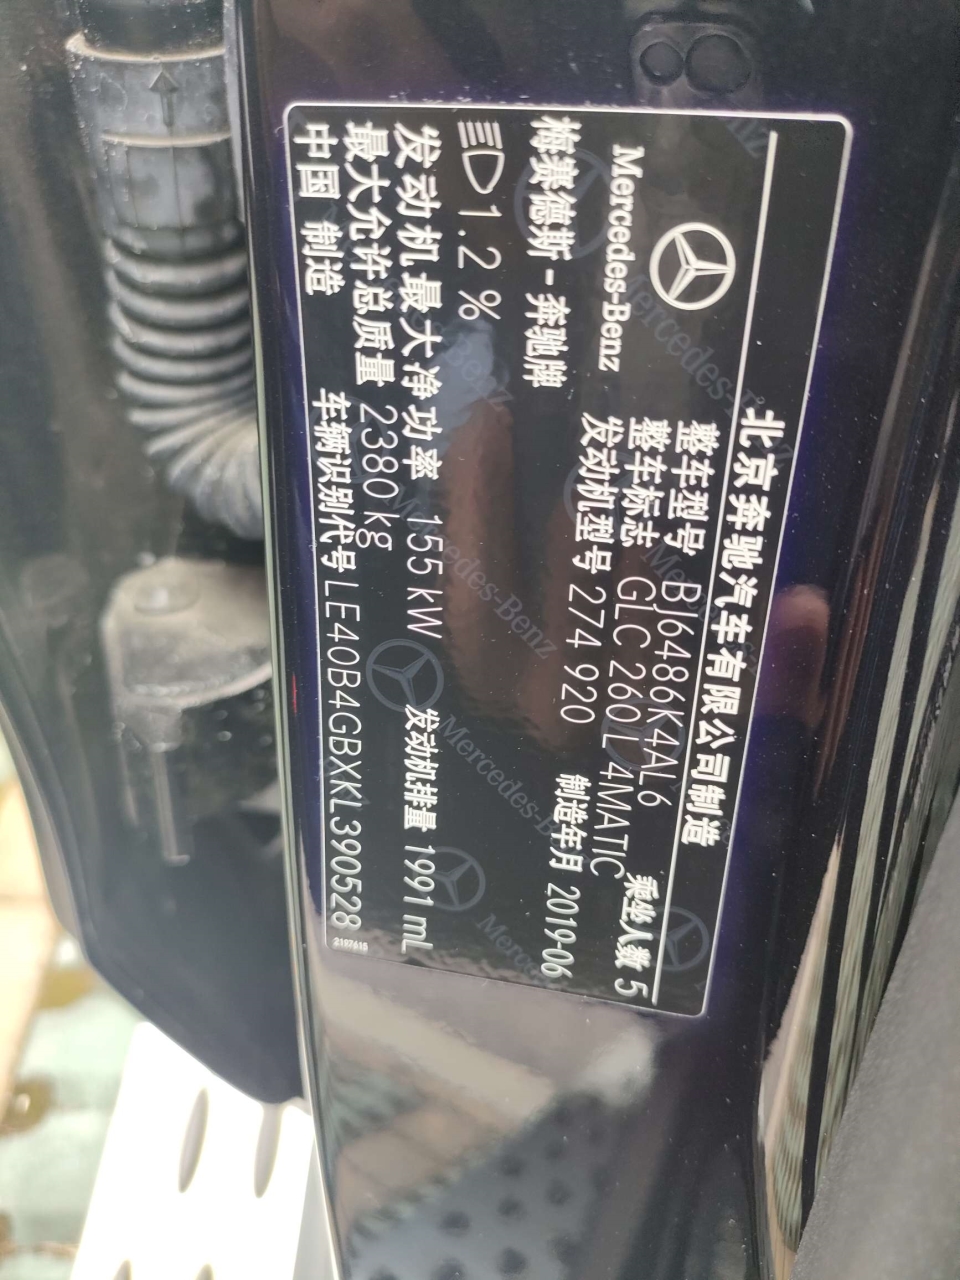 北京奔驰汽车有限公司制造
Mercedes-Benz
整车型号 BJ6486K4AL6
整车标志 GLC 260 L 4MATIC
乘坐人数 5
发动机型号 274 920
制造年月 2019-06
梅赛德斯-奔驰牌
1.2 %
发动机最大净功率 155 kW
发动机排量 1991 mL
最大允许总质量 2380 kg
中国 制造
车辆识别代号 LE40B4GBXKL390528
2197615